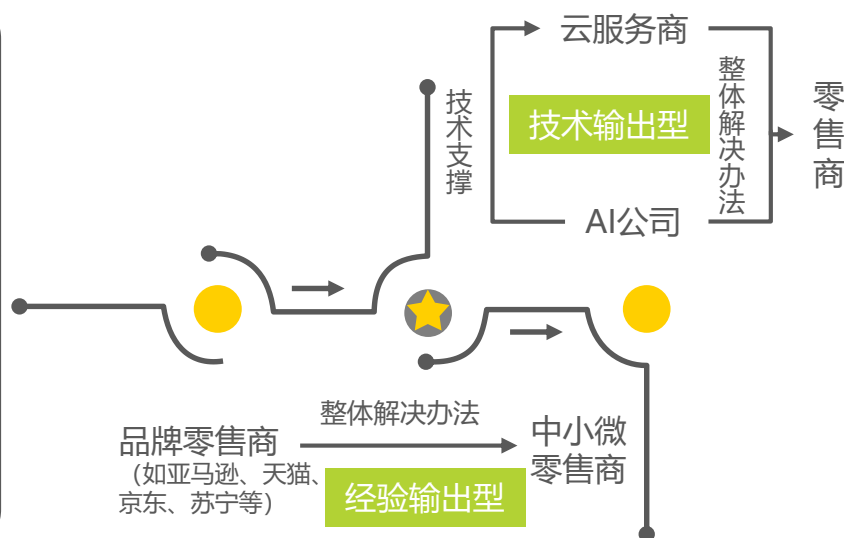 云服务商
技术支撑
技术输出型
整体解决办法
零售商
AI公司
整体解决办法
品牌零售商
（如亚马逊、天猫、
京东、苏宁等）
中小微
零售商
经验输出型